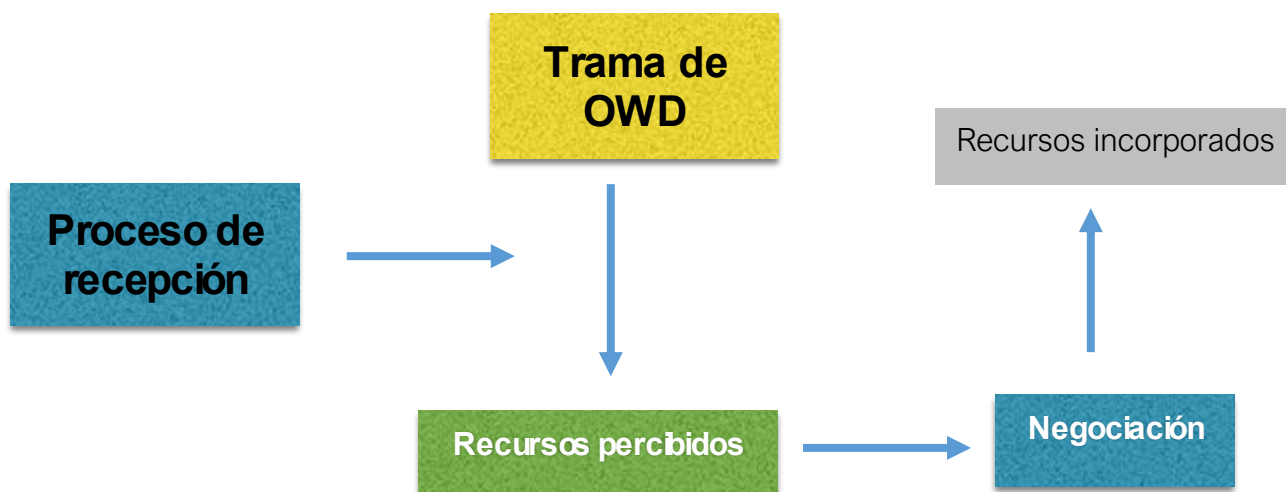 Trama de
OWD
Recursos incorporados
Proceso de
recepción
Recursos percibidos
Negociación